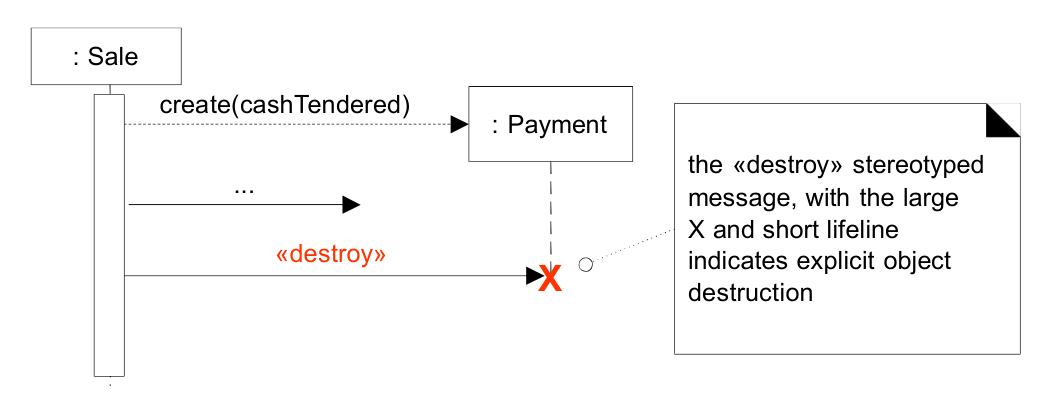 : Sale
create(cashTendered)
: Payment
...
«destroy»
X
the «destroy» stereotyped
message, with the large
X and short lifeline
indicates explicit object
destruction